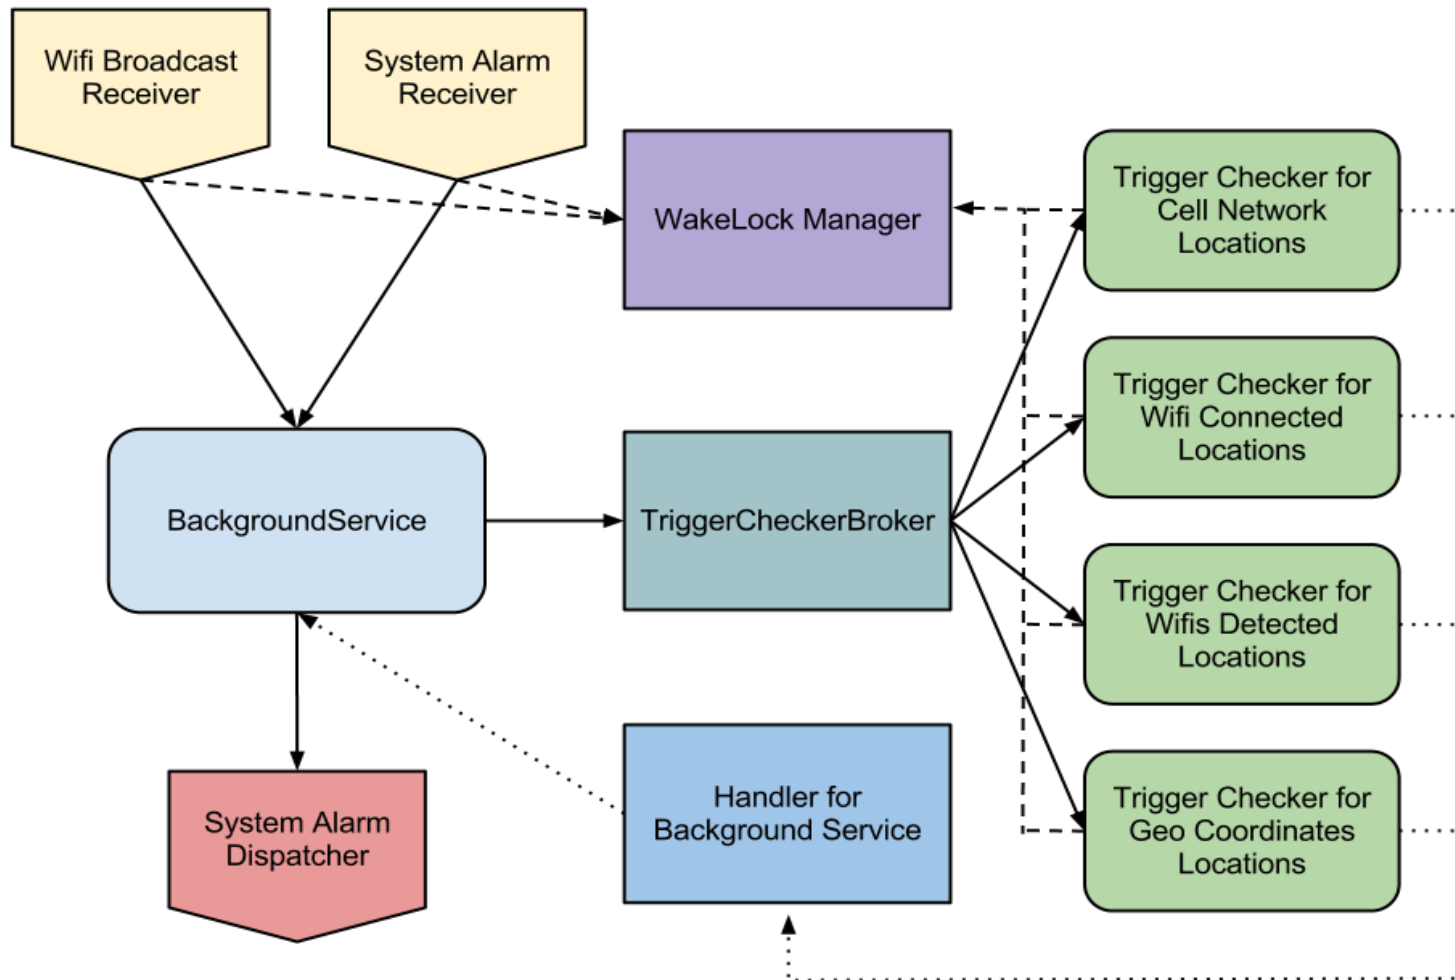 Wifi Broadcast
Receiver
System Alarm
Receiver
WakeLock Manager
Trigger Checker for
Cell Network
Locations
Trigger Checker for
Wifi Connected
Locations
BackgroundService
TriggerCheckerBroker
Trigger Checker for
Wifis Detected
Locations
System Alarm
Dispatcher
Handler for
Background Service
Trigger Checker for
Geo Coordinates
Locations